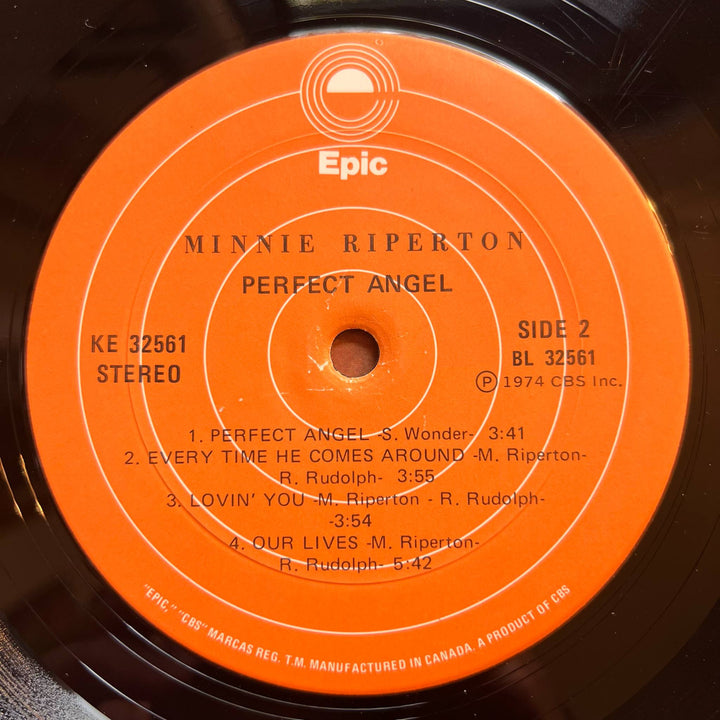 Epic
MINNIE RIPERTON
PERFECT ANGEL
KE 32561
STEREO
SIDE 2
BL 32561
Ⓟ 1974 CBS Inc.
1. PERFECT ANGEL -S. Wonder- 3:41
2. EVERY TIME HE COMES AROUND -M. Riperton-
R. Rudolph- 3:55
3. LOVIN' YOU -M. Riperton - R. Rudolph-
-3:54
4. OUR LIVES -M. Riperton-
R. Rudolph- 5:42
"EPIC," "CBS" MARCAS REG. T.M. MANUFACTURED IN CANADA. A PRODUCT OF CBS